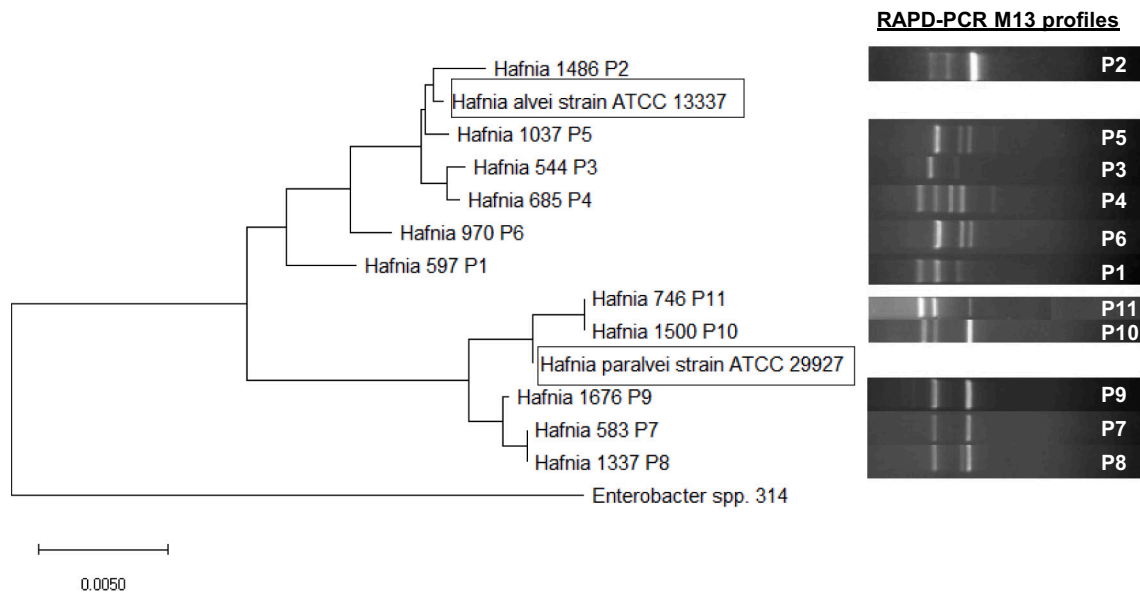 RAPD-PCR M13 profiles
Hafnia 1486 P2
P2
Hafnia alvei strain ATCC 13337
Hafnia 1037 P5
P5
Hafnia 544 P3
P3
Hafnia 685 P4
P4
Hafnia 970 P6
P6
Hafnia 597 P1
P1
Hafnia 746 P11
P11
Hafnia 1500 P10
P10
Hafnia paralvei strain ATCC 29927
Hafnia 1676 P9
P9
Hafnia 583 P7
P7
Hafnia 1337 P8
P8
Enterobacter spp. 314
0.0050